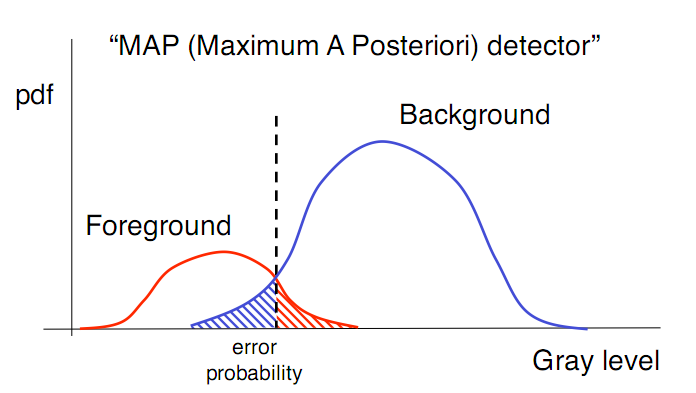 “MAP (Maximum A Posteriori) detector”
pdf
Background
Foreground
error
probability
Gray level